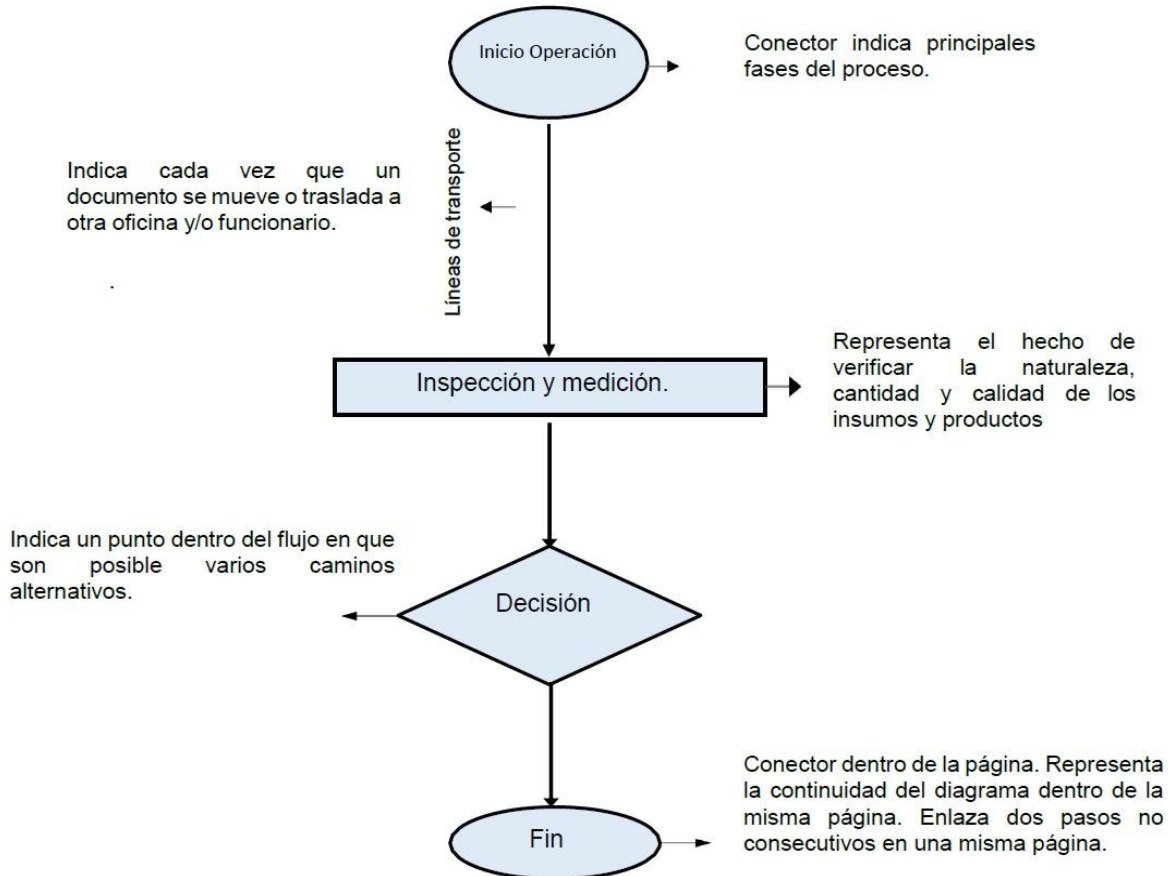 Inicio Operación
Conector indica principales
fases del proceso.
Indica cada vez que un
documento se mueve o traslada a
otra oficina y/o funcionario.
.
Líneas de transporte
Inspección y medición.
Representa el hecho de
verificar la naturaleza,
cantidad y calidad de los
insumos y productos
Indica un punto dentro del flujo en que
son posible varios caminos
alternativos.
Decisión
Conector dentro de la página. Representa
la continuidad del diagrama dentro de la
misma página. Enlaza dos pasos no
consecutivos en una misma página.
Fin